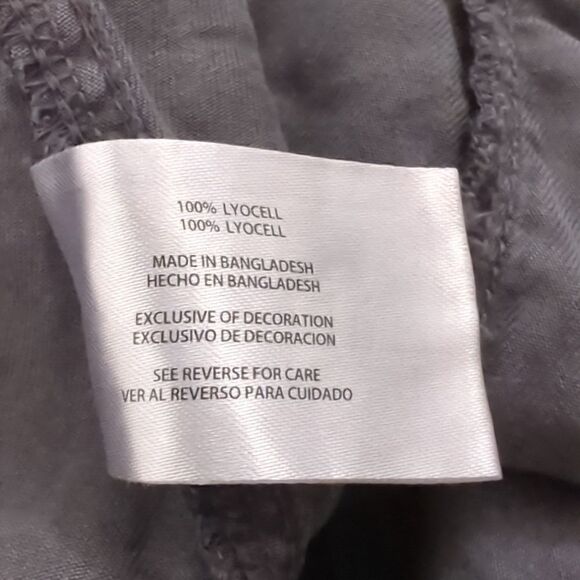 100% LYOCELL
100% LYOCELL
MADE IN BANGLADESH
HECHO EN BANGLADESH
EXCLUSIVE OF DECORATION
EXCLUSIVO DE DECORACION
SEE REVERSE FOR CARE
VER AL REVERSO PARA CUIDADO